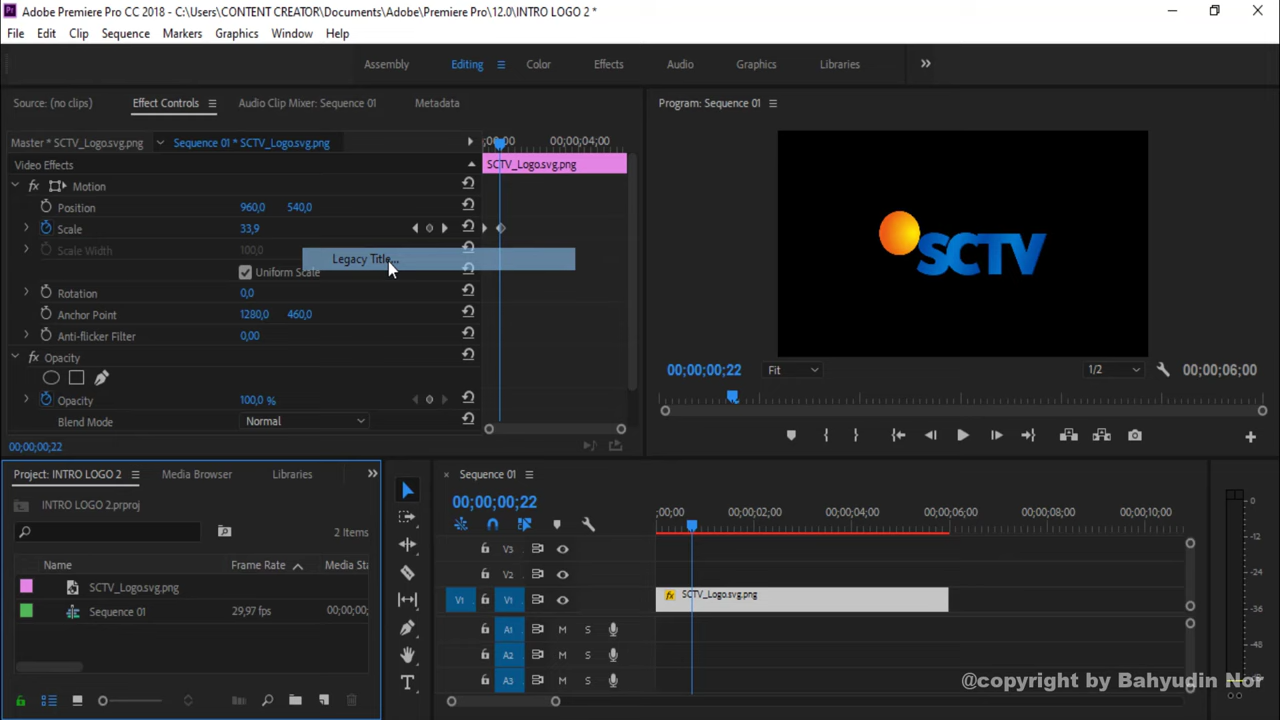 Adobe Premiere Pro CC 2018 - C:\Users\CONTENT CREATOR\Documents\Adobe\Premiere Pro\12.0\INTRO LOGO 2 *
File Edit Clip Sequence Markers Graphics Window Help
Assembly Editing Color Effects Audio Graphics Libraries
Source: (no clips) Effect Controls Audio Clip Mixer: Sequence 01 Metadata
Program: Sequence 01
Master * SCTV_Logo.svg.png Sequence 01 * SCTV_Logo.svg.png
;00;00 00;00;04;00
Video Effects
SCTV_Logo.svg.png
fx Motion
Position 960,0 540,0
Scale 33,9
Scale Width 100,0
Legacy Title...
Uniform Scale
Rotation 0,0
Anchor Point 1280,0 460,0
Anti-flicker Filter 0,00
fx Opacity
Opacity 100,0 %
Blend Mode Normal
00;00;00;22
SCTV
00;00;00;22 Fit 1/2 00;00;06;00
Project: INTRO LOGO 2 Media Browser Libraries
INTRO LOGO 2.prproj
2 Items
Name Frame Rate Media Sta
SCTV_Logo.svg.png
Sequence 01 29,97 fps 00;00;00;
Sequence 01
00;00;00;22
;00;00 00;00;02;00 00;00;04;00 00;00;06;00 00;00;08;00 00;00;10;00
V3
V2
V1 V1 fx SCTV_Logo.svg.png
A1 M S
A2 M S
A3 M S
T
0
-12
-24
-36
-48
@copyright by Bahyudin Nor